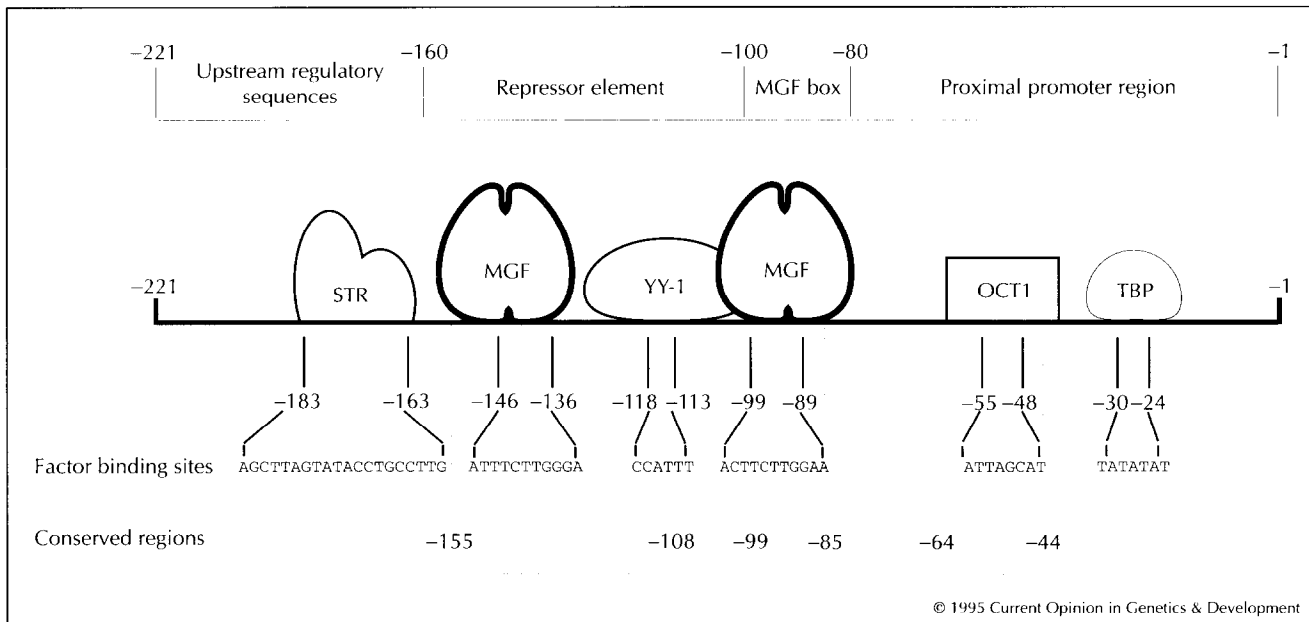 −221 −160 −100 −80 −1
Upstream regulatory sequences
Repressor element
MGF box
Proximal promoter region
STR MGF YY-1 MGF OCT1 TBP
−221 −1
−183 −163 −146 −136 −118 −113 −99 −89 −55 −48 −30 −24
Factor binding sites AGCTTAGTATACCTGCCTTG ATTTCTTGGGA CCATTT ACTTCTTGGAA ATTAGCAT TATATAT
Conserved regions −155 −108 −99 −85 −64 −44
© 1995 Current Opinion in Genetics & Development